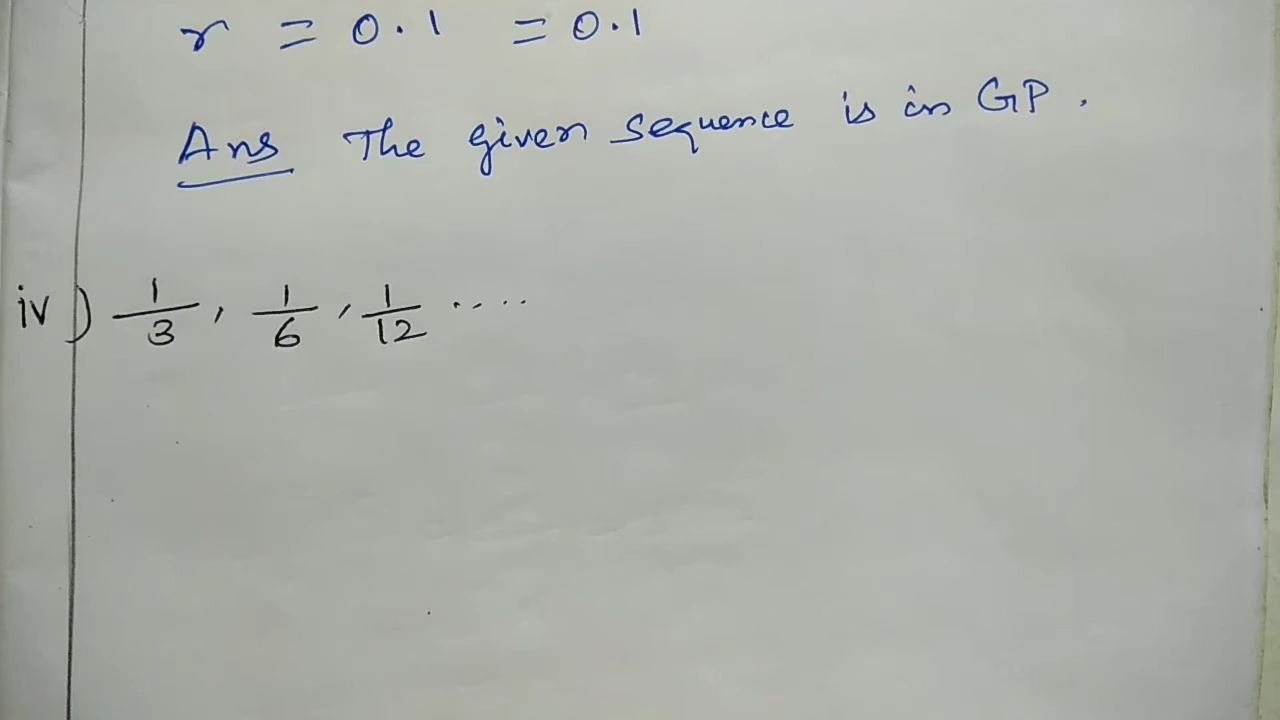 r = 0.1 = 0.1
Ans The given sequence is in GP.
iv) 1/3, 1/6, 1/12 ....